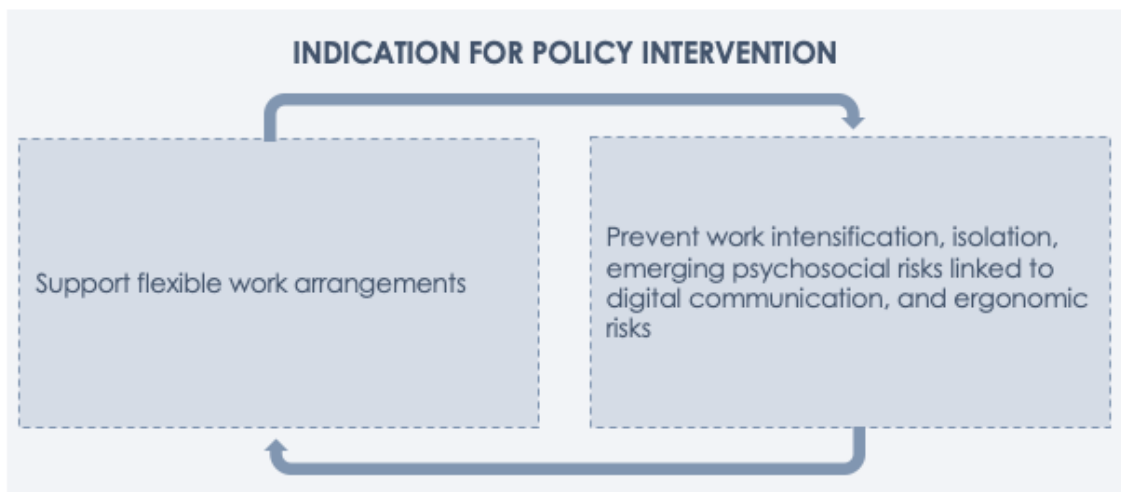 INDICATION FOR POLICY INTERVENTION
Support flexible work arrangements
Prevent work intensification, isolation,
emerging psychosocial risks linked to
digital communication, and ergonomic
risks